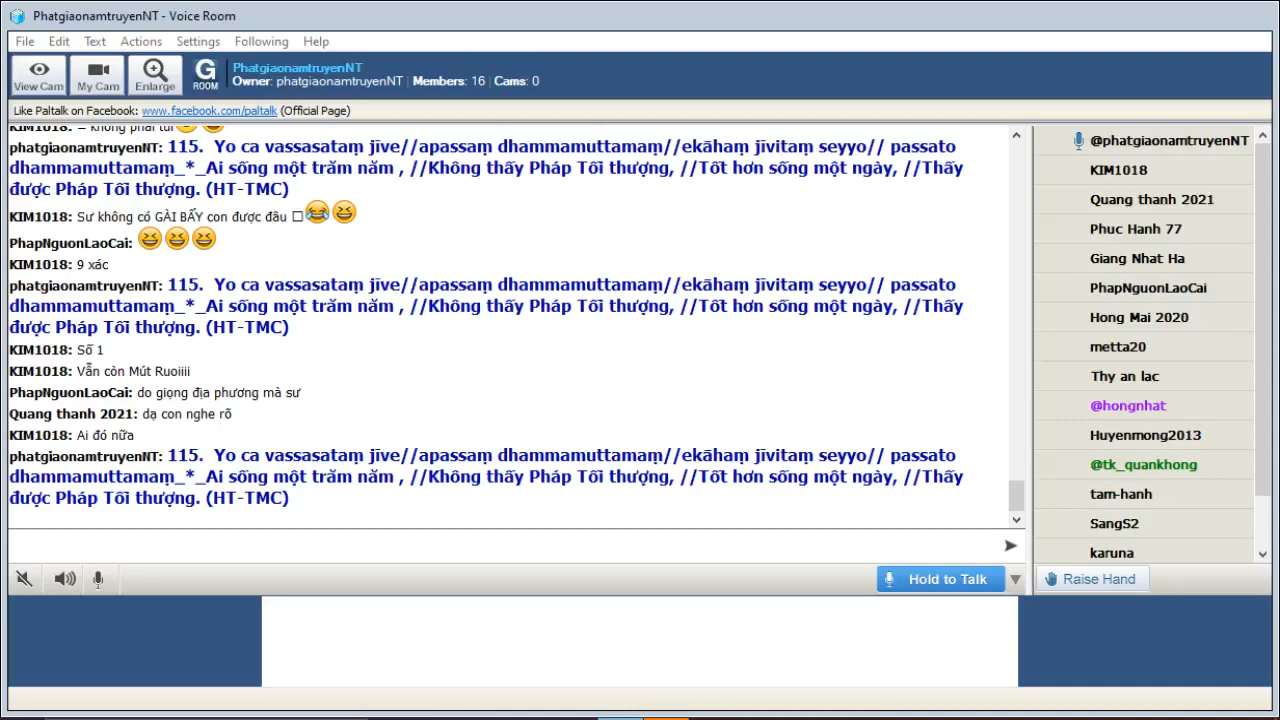 PhatgiaonamtruyenNT - Voice Room
File Edit Text Actions Settings Following Help
View Cam My Cam Enlarge G ROOM
PhatgiaonamtruyenNT
Owner: phatgiaonamtruyenNT | Members: 16 | Cams: 0
Like Paltalk on Facebook: www.facebook.com/paltalk (Official Page)
KIM1018: = không phải tui
phatgiaonamtruyenNT: 115. Yo ca vassasataṃ jīve//apassaṃ dhammamuttamaṃ//ekāhaṃ jīvitaṃ seyyo// passato
dhammamuttamaṃ_*_Ai sống một trăm năm , //Không thấy Pháp Tối thượng, //Tốt hơn sống một ngày, //Thấy
được Pháp Tối thượng. (HT-TMC)
KIM1018: Sư không có GÀI BẨY con được đâu □😂😆
PhapNguonLaoCai: 😆😆😆
KIM1018: 9 xác
phatgiaonamtruyenNT: 115. Yo ca vassasataṃ jīve//apassaṃ dhammamuttamaṃ//ekāhaṃ jīvitaṃ seyyo// passato
dhammamuttamaṃ_*_Ai sống một trăm năm , //Không thấy Pháp Tối thượng, //Tốt hơn sống một ngày, //Thấy
được Pháp Tối thượng. (HT-TMC)
KIM1018: Số 1
KIM1018: Vẫn còn Mút Ruoiiii
PhapNguonLaoCai: do giọng địa phương mà sư
Quang thanh 2021: dạ con nghe rõ
KIM1018: Ai đó nữa
phatgiaonamtruyenNT: 115. Yo ca vassasataṃ jīve//apassaṃ dhammamuttamaṃ//ekāhaṃ jīvitaṃ seyyo// passato
dhammamuttamaṃ_*_Ai sống một trăm năm , //Không thấy Pháp Tối thượng, //Tốt hơn sống một ngày, //Thấy
được Pháp Tối thượng. (HT-TMC)
Hold to Talk
@phatgiaonamtruyenNT
KIM1018
Quang thanh 2021
Phuc Hanh 77
Giang Nhat Ha
PhapNguonLaoCai
Hong Mai 2020
metta20
Thy an lac
@hongnhat
Huyenmong2013
@tk_quankhong
tam-hanh
SangS2
karuna
Raise Hand